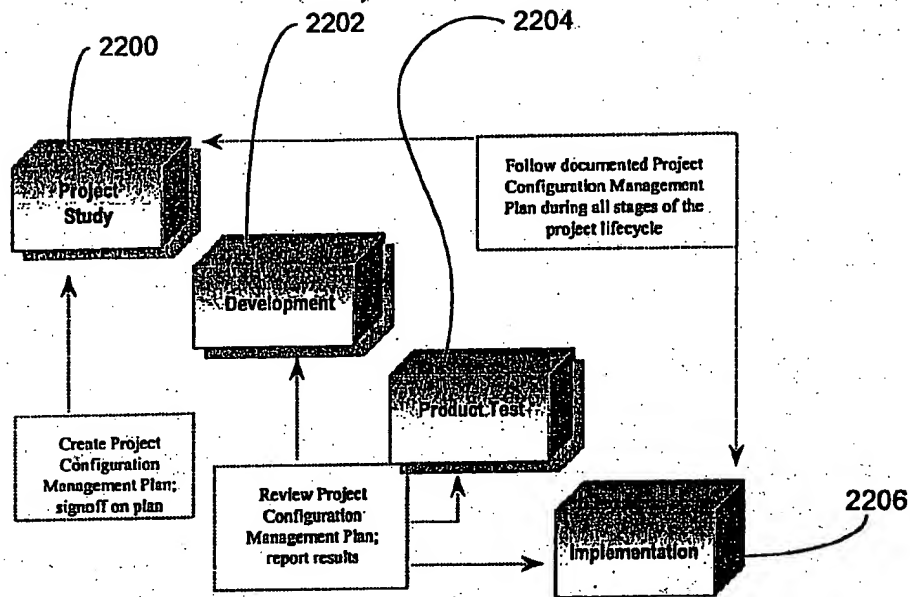 2200
2202
2204
Project
Study
Follow documented Project
Configuration Management
Plan during all stages of the
project lifecycle
Development
Product Test
Create Project
Configuration
Management Plan;
signoff on plan
Review Project
Configuration
Management Plan;
report results
Implementation
2206